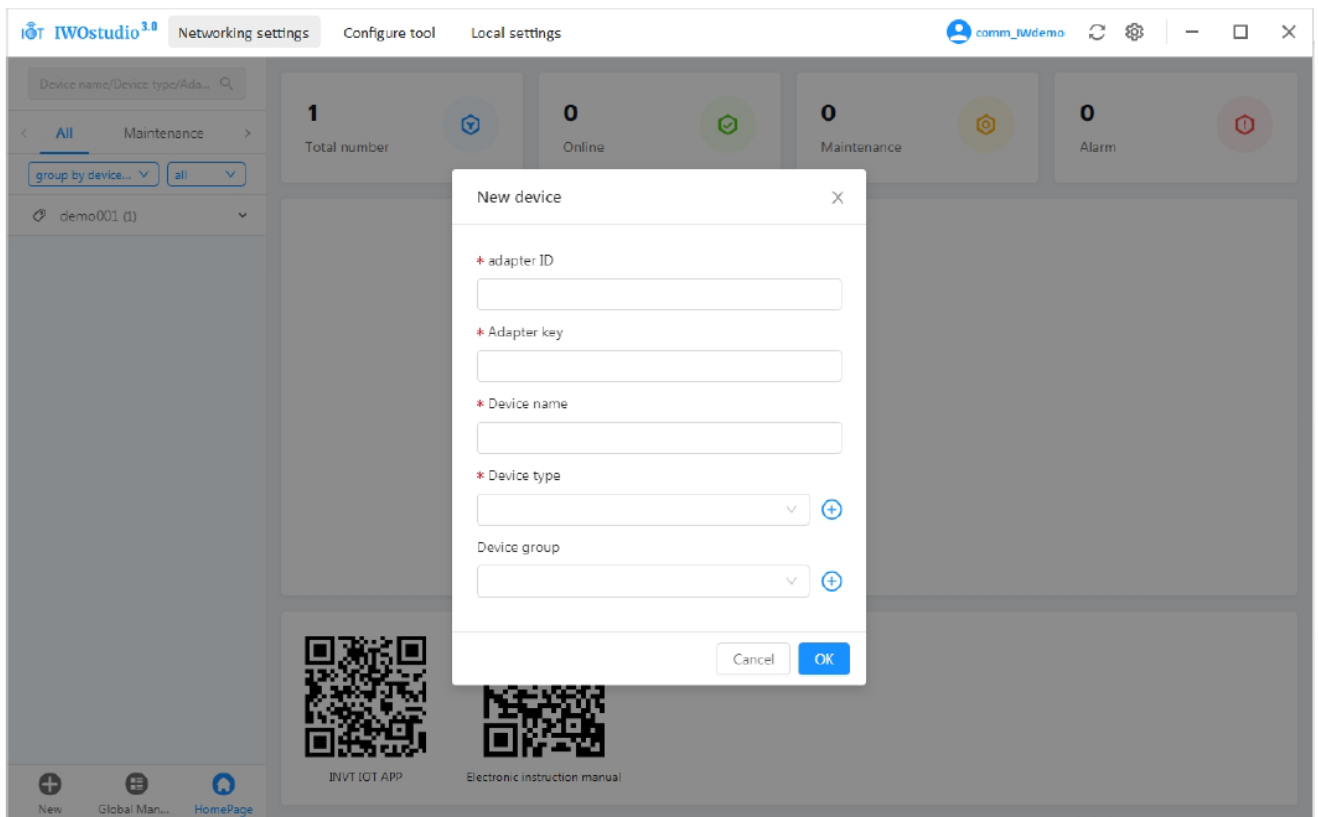 IOT IWOstudio3.0 Networking settings Configure tool Local settings comm_IWdemo
Device name/Device type/Ada...
All Maintenance
group by device... all
demo001 (1)
1
Total number
0
Online
0
Maintenance
0
Alarm
New device
* adapter ID
* Adapter key
* Device name
* Device type
Device group
Cancel OK
INVT IOT APP
Electronic instruction manual
New Global Man... HomePage